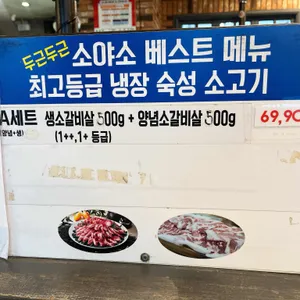 두근두근 소야소 베스트 메뉴
최고등급 냉장 숙성 소고기
A세트 생소갈비살 500g + 양념소갈비살 500g 69,90
(양념+생) (1++,1+ 등급)